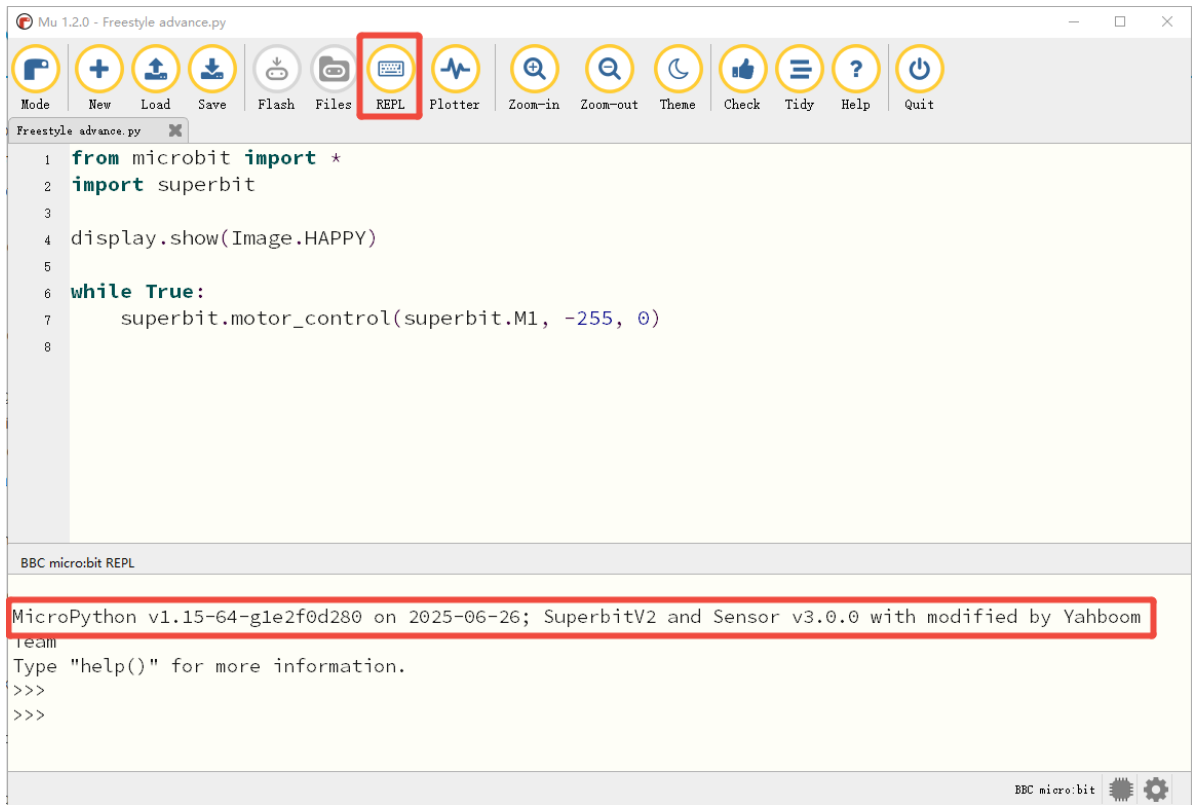 Mu 1.2.0 - Freestyle advance.py
Mode New Load Save Flash Files REPL Plotter Zoom-in Zoom-out Theme Check Tidy Help Quit
Freestyle advance.py
1 from microbit import *
2 import superbit
3
4 display.show(Image.HAPPY)
5
6 while True:
7     superbit.motor_control(superbit.M1, -255, 0)
8
BBC micro:bit REPL
MicroPython v1.15-64-g1e2f0d280 on 2025-06-26; SuperbitV2 and Sensor v3.0.0 with modified by Yahboom
Team
Type "help()" for more information.
>>>
>>>
BBC micro:bit